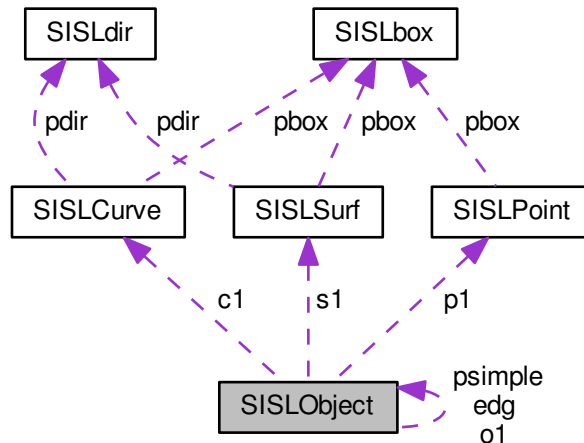 SISLdir
SISLbox
pdir
pdir
pbox
pbox
pbox
SISLCurve
SISLSurf
SISLPoint
c1
s1
p1
SISLObject
psimple
edg
o1